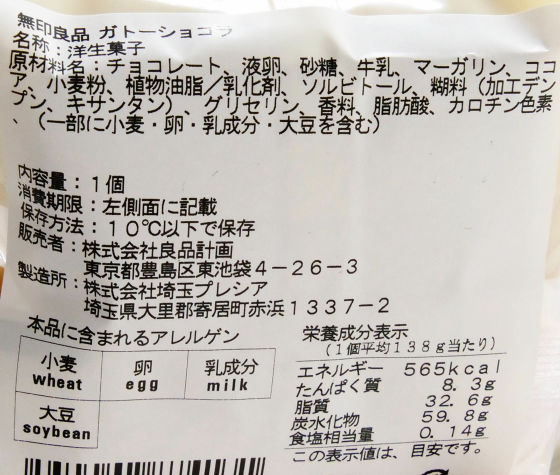 無印良品 ガトーショコラ
名称：洋生菓子
原材料名：チョコレート、液卵、砂糖、牛乳、マーガリン、ココ
ア、小麦粉、植物油脂／乳化剤、ソルビトール、糊料（加工デン
プン、キサンタン）、グリセリン、香料、脂肪酸、カロチン色素
、（一部に小麦・卵・乳成分・大豆を含む）
内容量：１個
消費期限：左側面に記載
保存方法：１０℃以下で保存
販売者：株式会社良品計画
東京都豊島区東池袋４－２６－３
製造所：株式会社埼玉プレシア
埼玉県大里郡寄居町赤浜１３３７－２
本品に含まれるアレルゲン
小麦 卵 乳成分
wheat egg milk
大豆
soybean
栄養成分表示
（１個平均１３８ｇ当たり）
エネルギー ５６５ｋｃａｌ
たんぱく質 ８．３ｇ
脂質 ３２．６ｇ
炭水化物 ５９．８ｇ
食塩相当量 ０．１４ｇ
この表示値は、目安です。